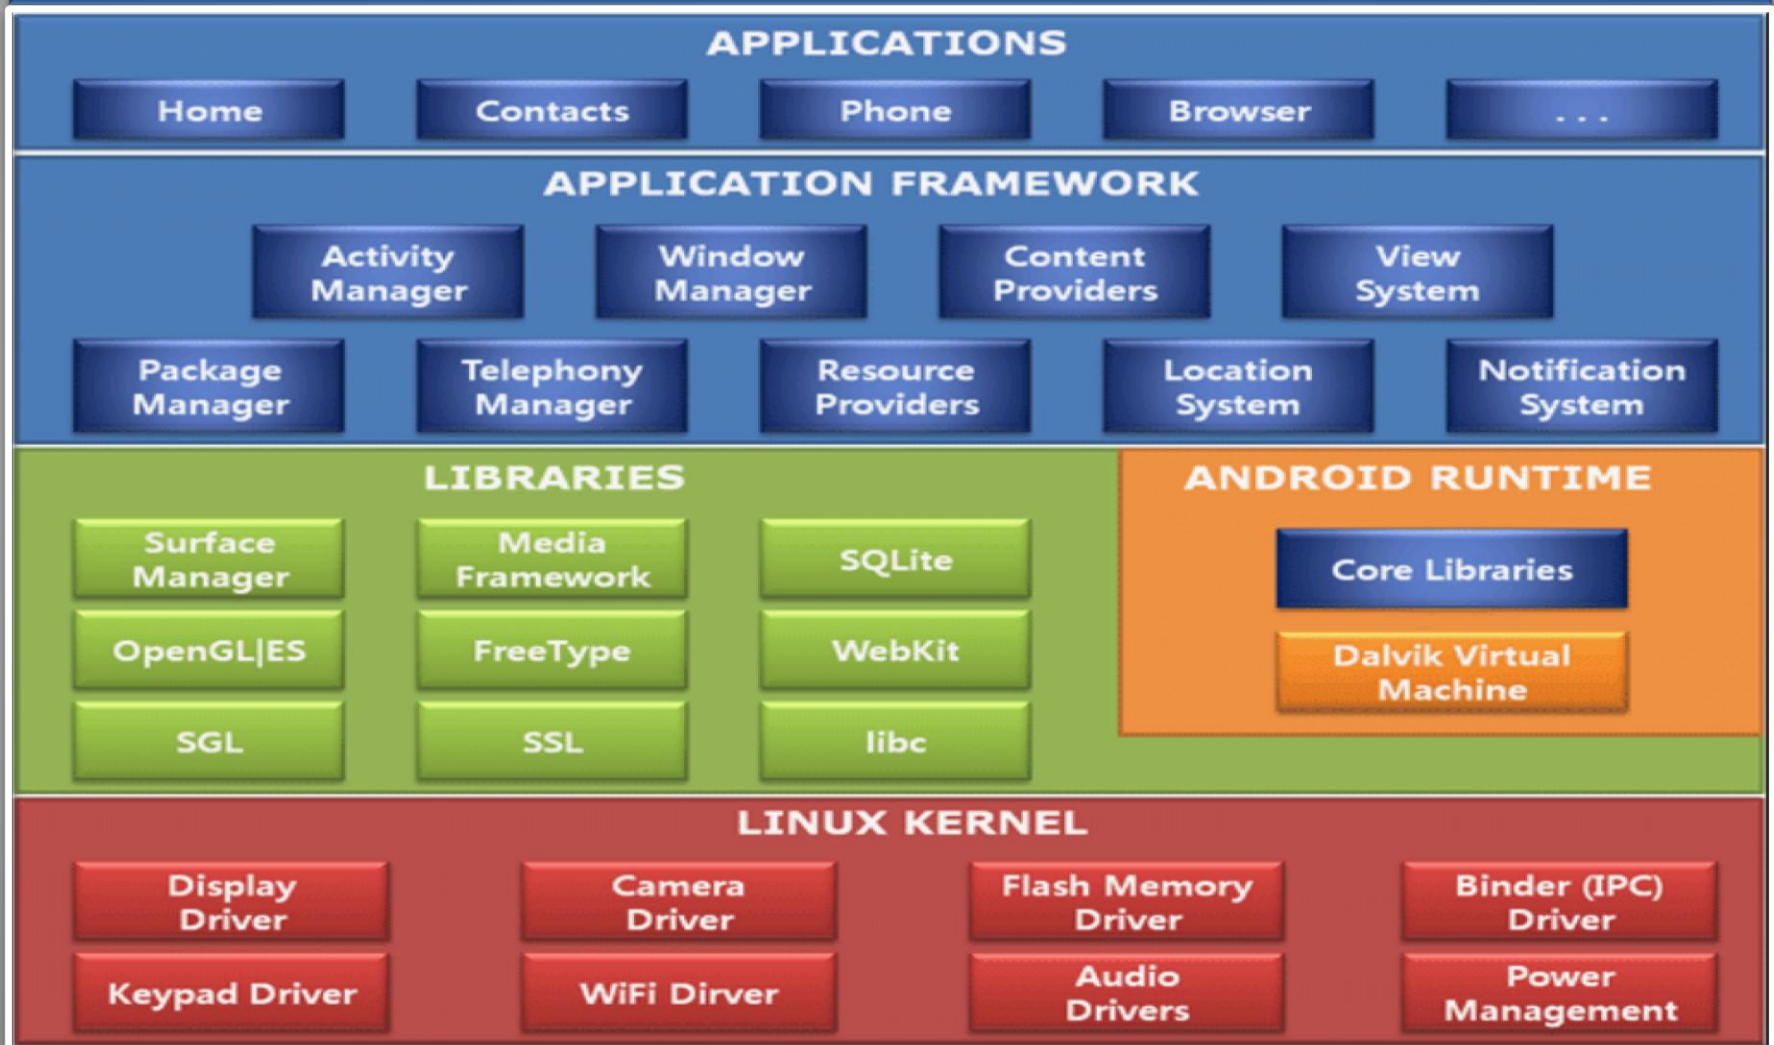 APPLICATIONS
Home
Contacts
Phone
Browser
...
APPLICATION FRAMEWORK
Activity
Manager
Window
Manager
Content
Providers
View
System
Package
Manager
Telephony
Manager
Resource
Providers
Location
System
Notification
System
LIBRARIES
Surface
Manager
Media
Framework
SQLite
OpenGL|ES
FreeType
WebKit
SGL
SSL
libc
ANDROID RUNTIME
Core Libraries
Dalvik Virtual
Machine
LINUX KERNEL
Display
Driver
Camera
Driver
Flash Memory
Driver
Binder (IPC)
Driver
Keypad Driver
WiFi Dirver
Audio
Drivers
Power
Management